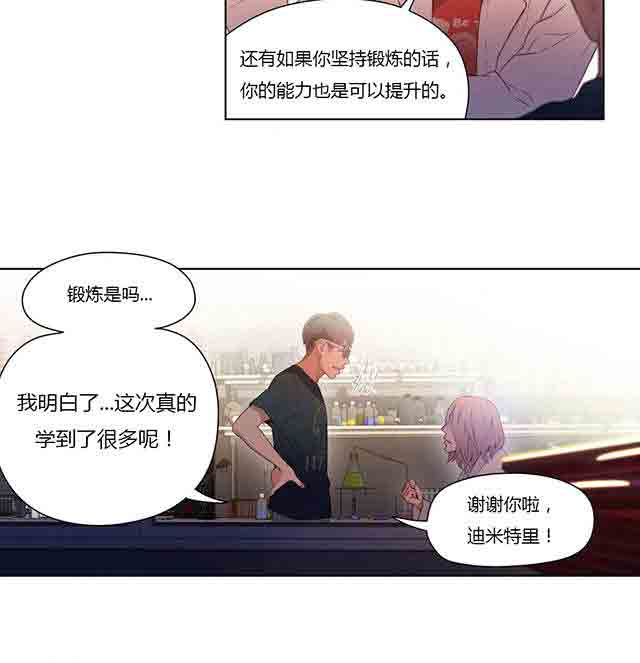 还有如果你坚持锻炼的话，
你的能力也是可以提升的。
锻炼是吗...
我明白了...这次真的
学到了很多呢！
谢谢你啦，
迪米特里！